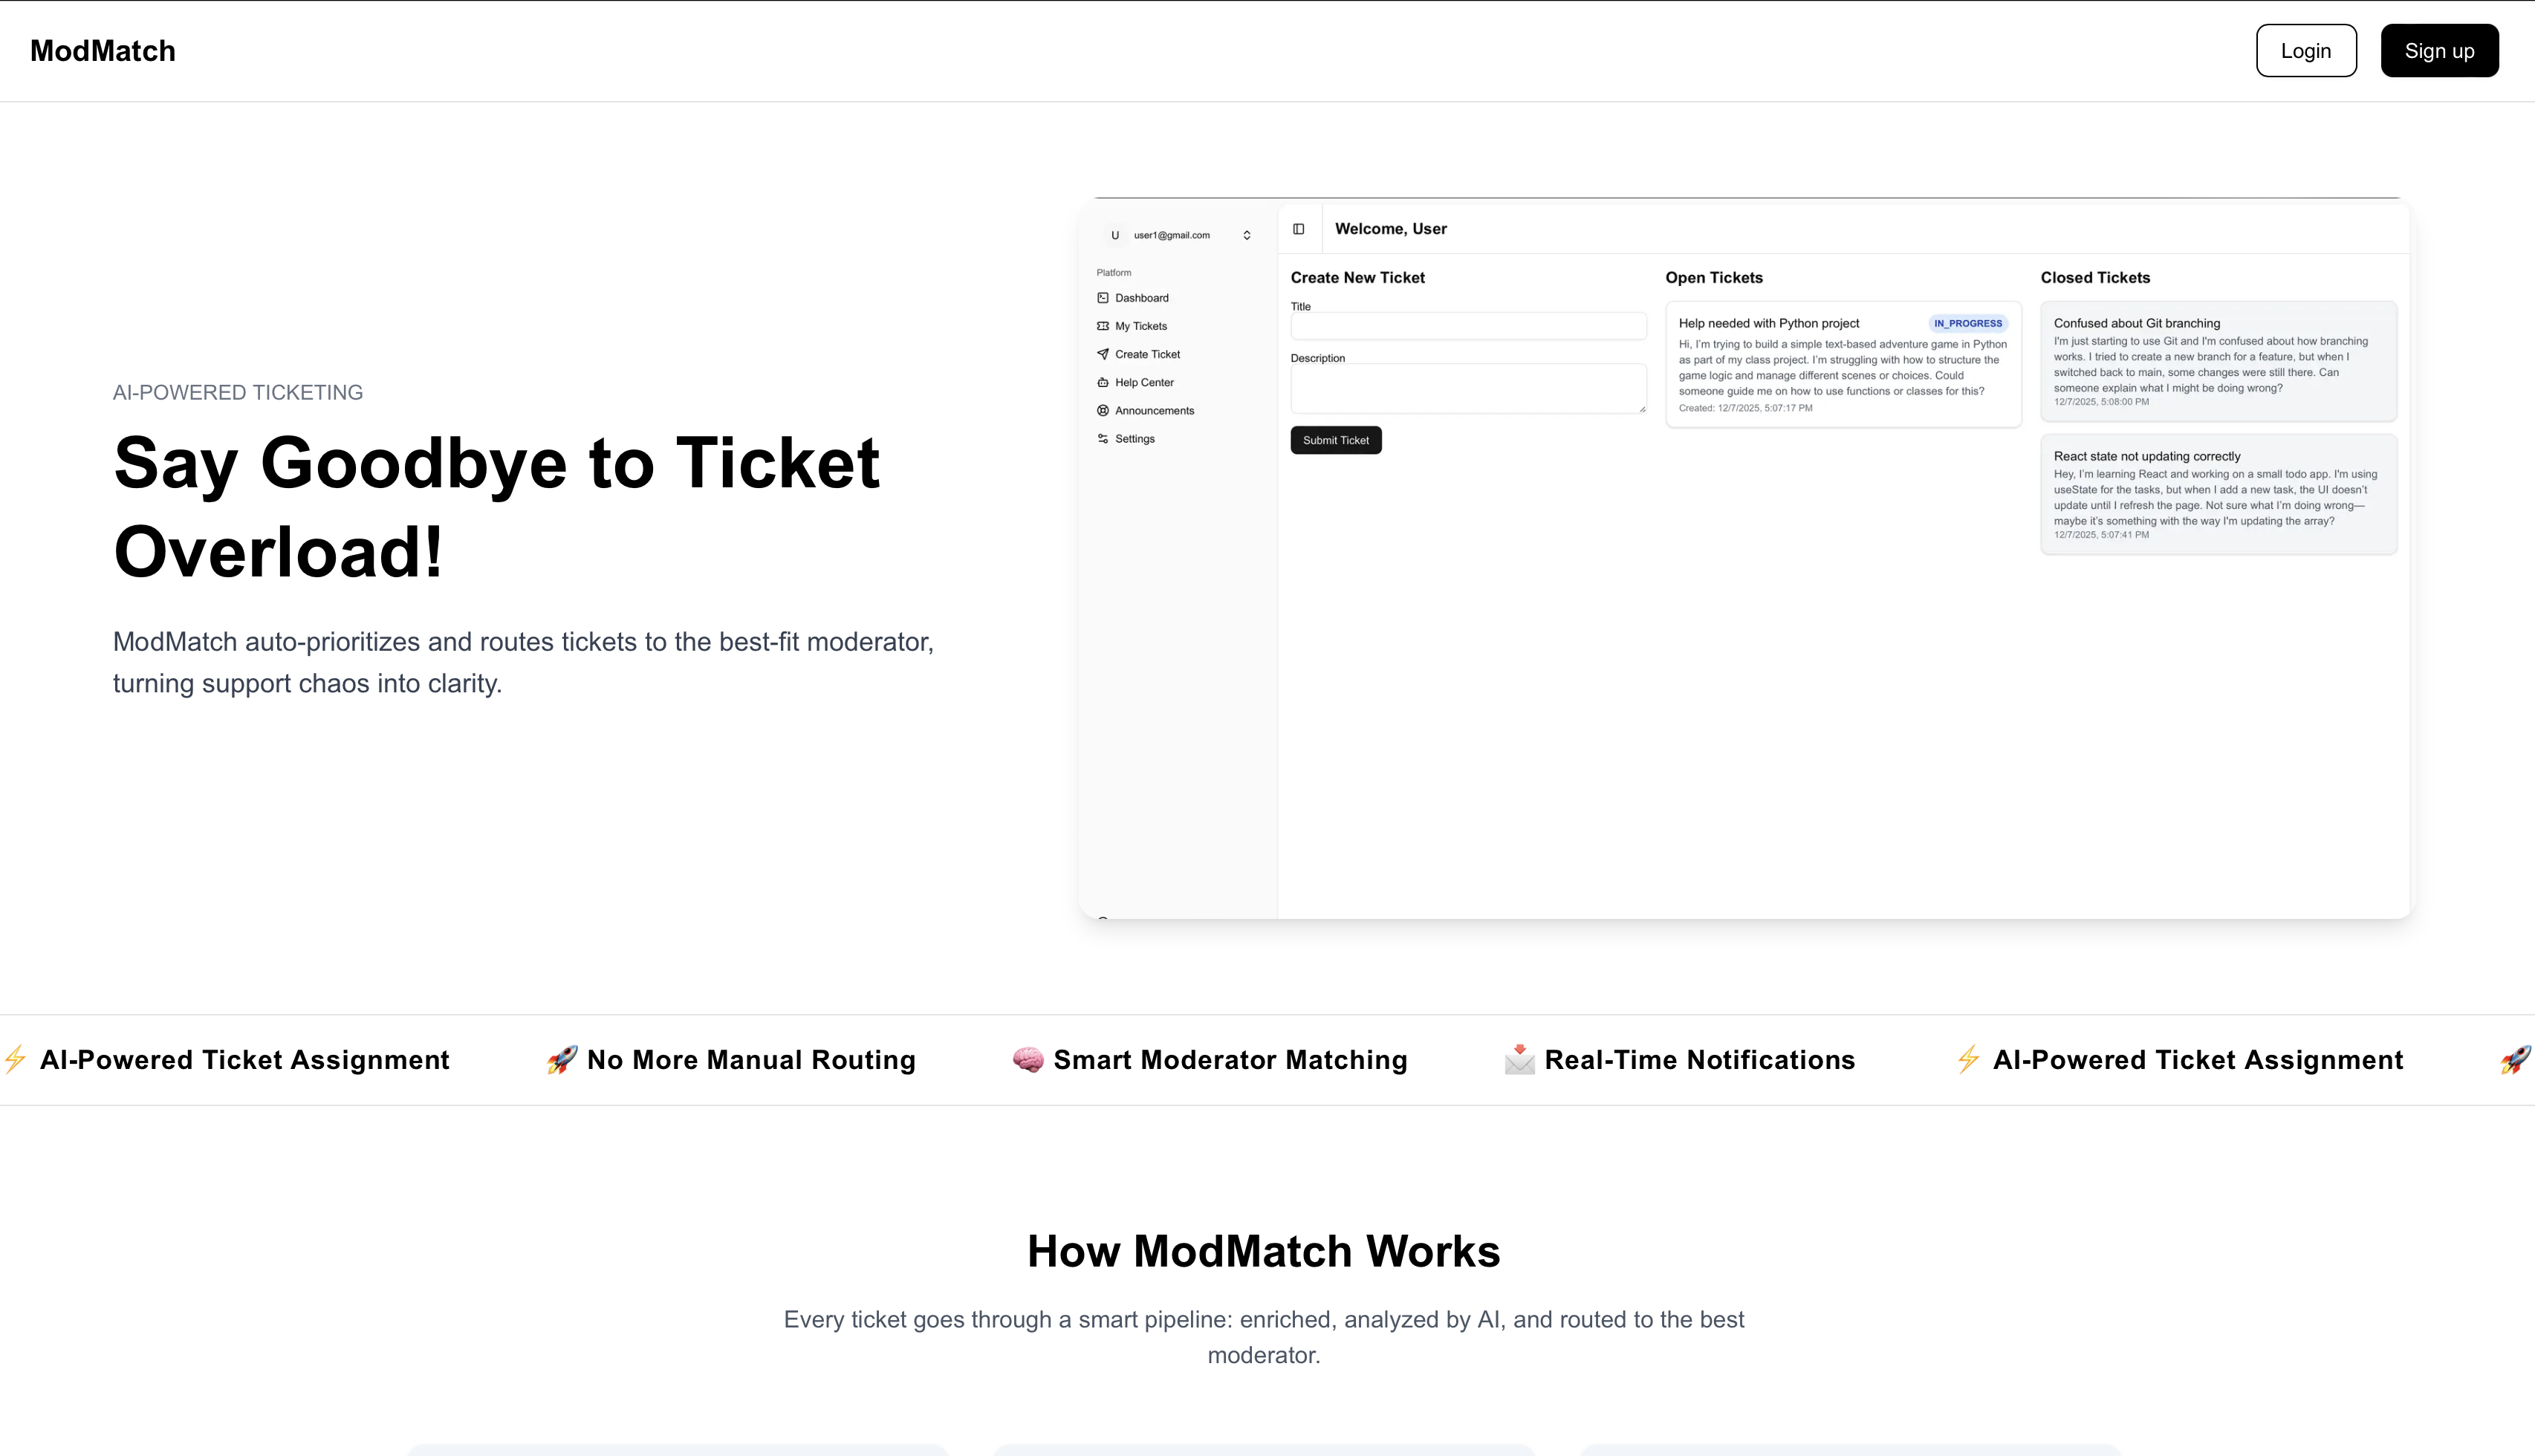 ModMatch
Login
Sign up
AI-POWERED TICKETING
Say Goodbye to Ticket
Overload!
ModMatch auto-prioritizes and routes tickets to the best-fit moderator,
turning support chaos into clarity.
U
user1@gmail.com
Platform
Dashboard
My Tickets
Create Ticket
Help Center
Announcements
Settings
Welcome, User
Create New Ticket
Title
Description
Submit Ticket
Open Tickets
Help needed with Python project
IN_PROGRESS
Hi, I'm trying to build a simple text-based adventure game in Python
as part of my class project. I'm struggling with how to structure the
game logic and manage different scenes or choices. Could
someone guide me on how to use functions or classes for this?
Created: 12/7/2025, 5:07:17 PM
Closed Tickets
Confused about Git branching
I'm just starting to use Git and I'm confused about how branching
works. I tried to create a new branch for a feature, but when I
switched back to main, some changes were still there. Can
someone explain what I might be doing wrong?
12/7/2025, 5:08:00 PM
React state not updating correctly
Hey, I'm learning React and working on a small todo app. I'm using
useState for the tasks, but when I add a new task, the UI doesn't
update until I refresh the page. Not sure what I'm doing wrong—
maybe it's something with the way I'm updating the array?
12/7/2025, 5:07:41 PM
⚡ AI-Powered Ticket Assignment
🚀 No More Manual Routing
🧠 Smart Moderator Matching
📩 Real-Time Notifications
⚡ AI-Powered Ticket Assignment
🚀
How ModMatch Works
Every ticket goes through a smart pipeline: enriched, analyzed by AI, and routed to the best
moderator.